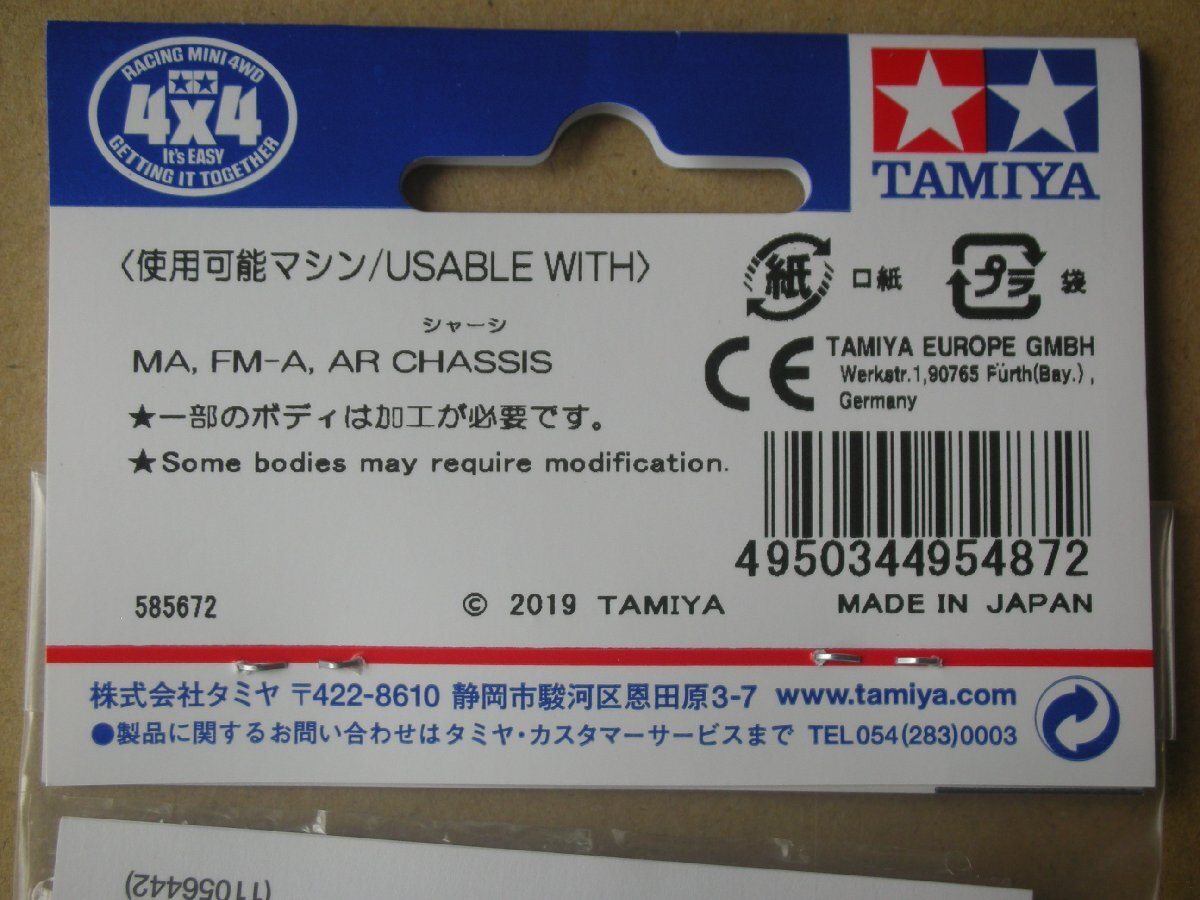 RACING MINI 4WD
4x4
It's EASY
GETTING IT TOGETHER
TAMIYA
〈使用可能マシン/USABLE WITH〉
紙 口紙 プラ 袋
シャーシ
MA, FM-A, AR CHASSIS
CE TAMIYA EUROPE GMBH
Werkstr.1,90765 Fürth(Bay.),
Germany
★一部のボディは加工が必要です。
★Some bodies may require modification.
4950344954872
585672 © 2019 TAMIYA MADE IN JAPAN
株式会社タミヤ 〒422-8610 静岡市駿河区恩田原3-7 www.tamiya.com
●製品に関するお問い合わせはタミヤ・カスタマーサービスまで TEL054(283)0003
(11056442)